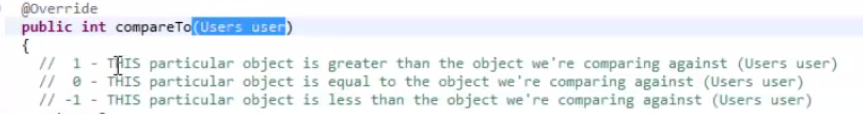 @Override
public int compareTo(Users user)
{
// 1 - THIS particular object is greater than the object we're comparing against (Users user)
// 0 - THIS particular object is equal to the object we're comparing against (Users user)
// -1 - THIS particular object is less than the object we're comparing against (Users user)